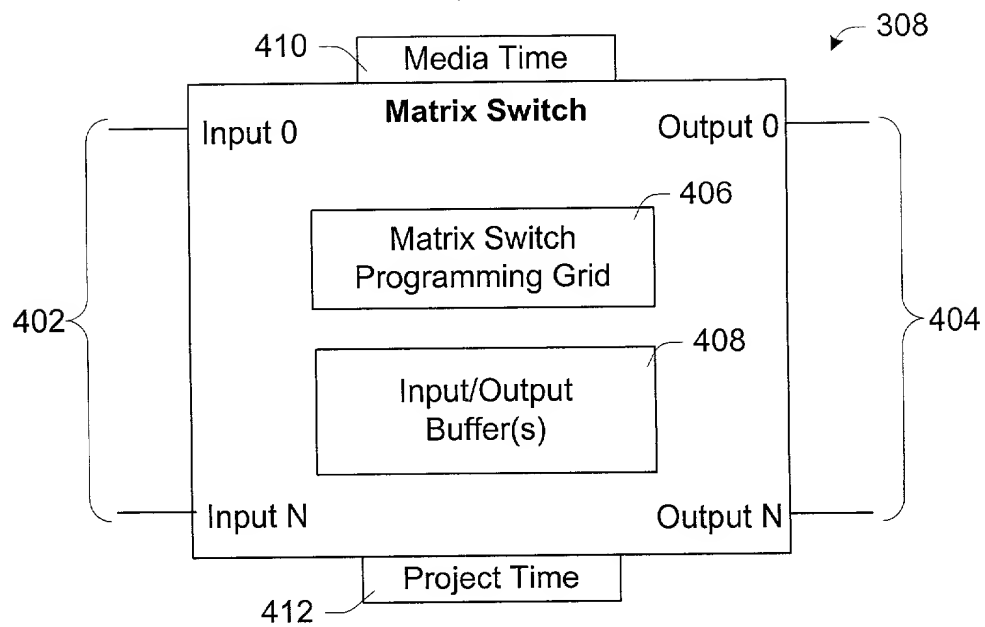 308
410
Media Time
Matrix Switch
Input 0
Output 0
406
Matrix Switch
Programming Grid
402
404
408
Input/Output
Buffer(s)
Input N
Output N
Project Time
412